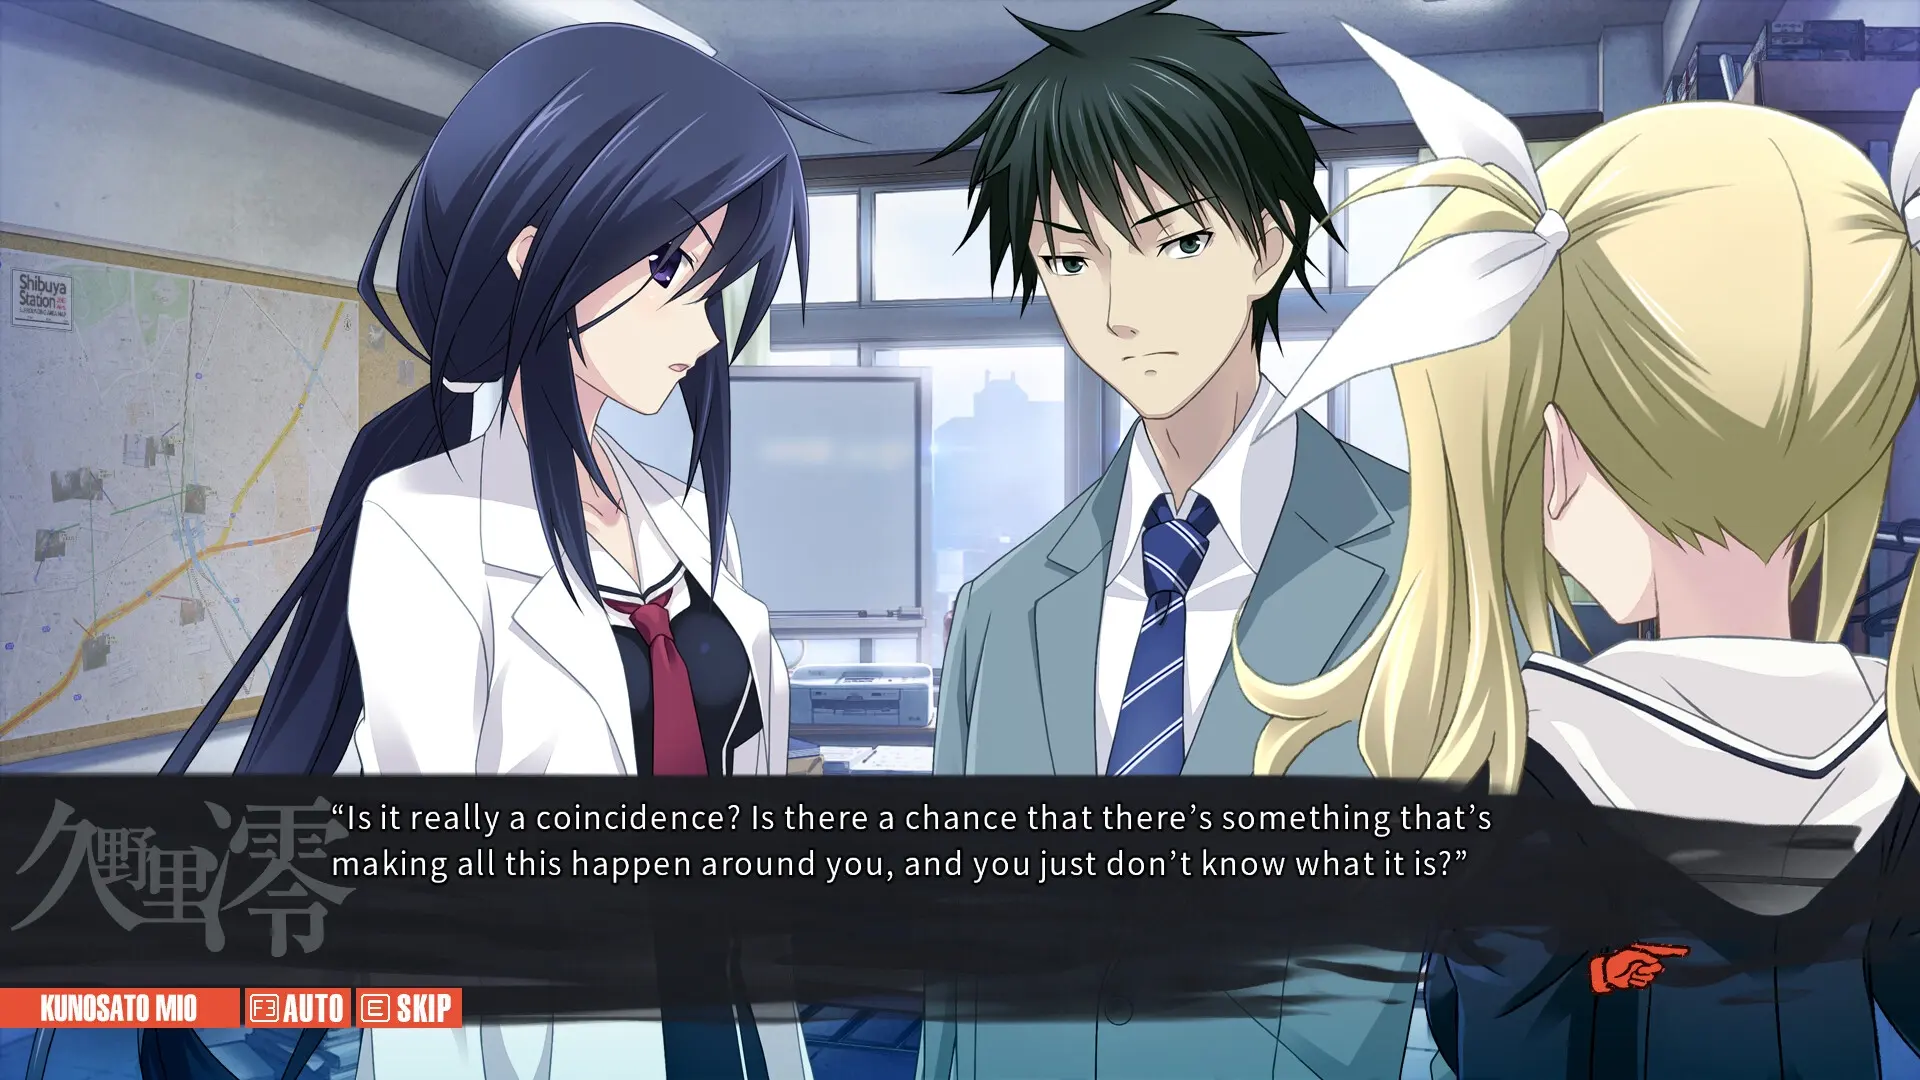 Shibuya
Station
“Is it really a coincidence? Is there a chance that there’s something that’s
making all this happen around you, and you just don’t know what it is?”
久野里澪
KUNOSATO MIO
F3 AUTO
E SKIP